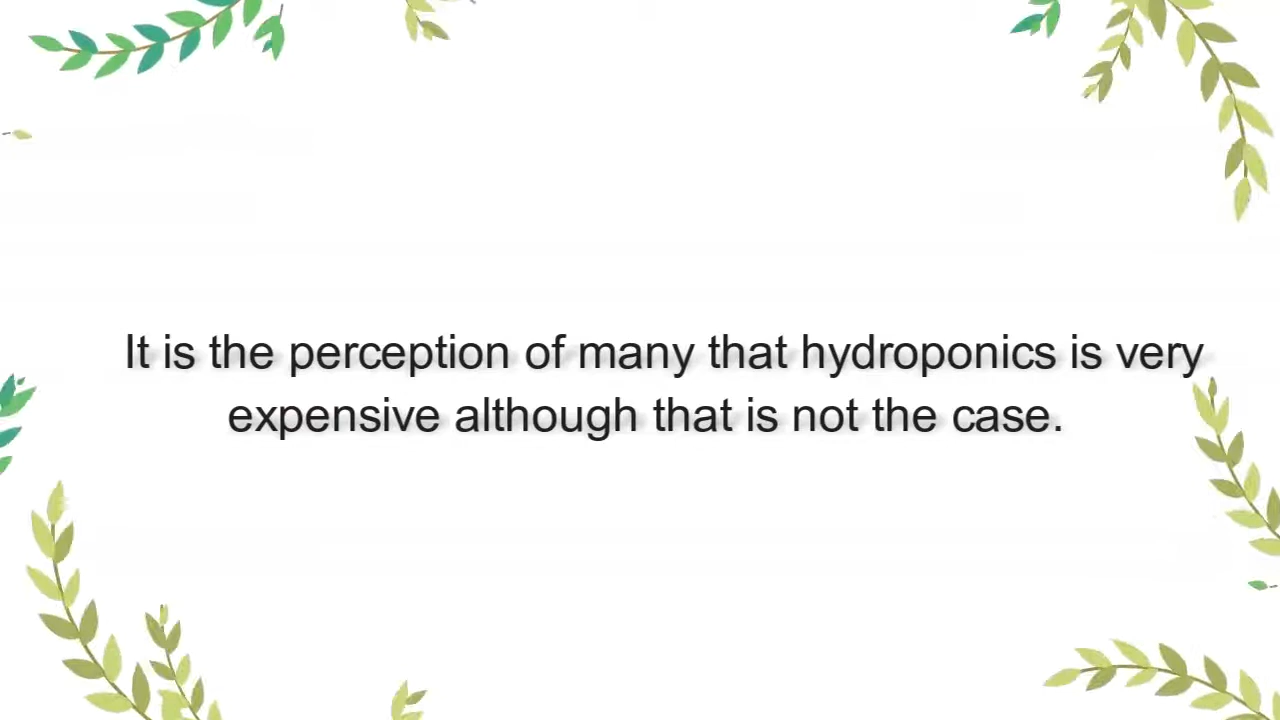 It is the perception of many that hydroponics is very
expensive although that is not the case.